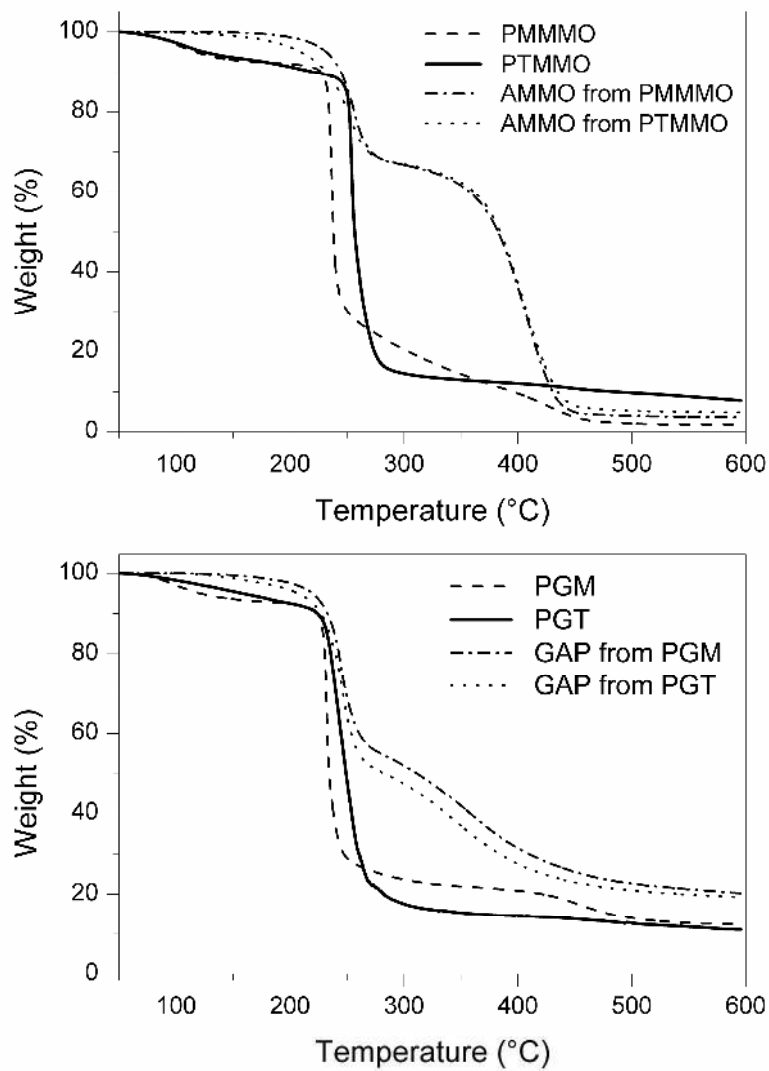 100
80
60
40
20
0
Weight (%)
PMMMO
PTMMO
AMMO from PMMMO
AMMO from PTMMO
100
200
300
400
500
600
Temperature (°C)
100
80
60
40
20
0
Weight (%)
PGM
PGT
GAP from PGM
GAP from PGT
100
200
300
400
500
600
Temperature (°C)